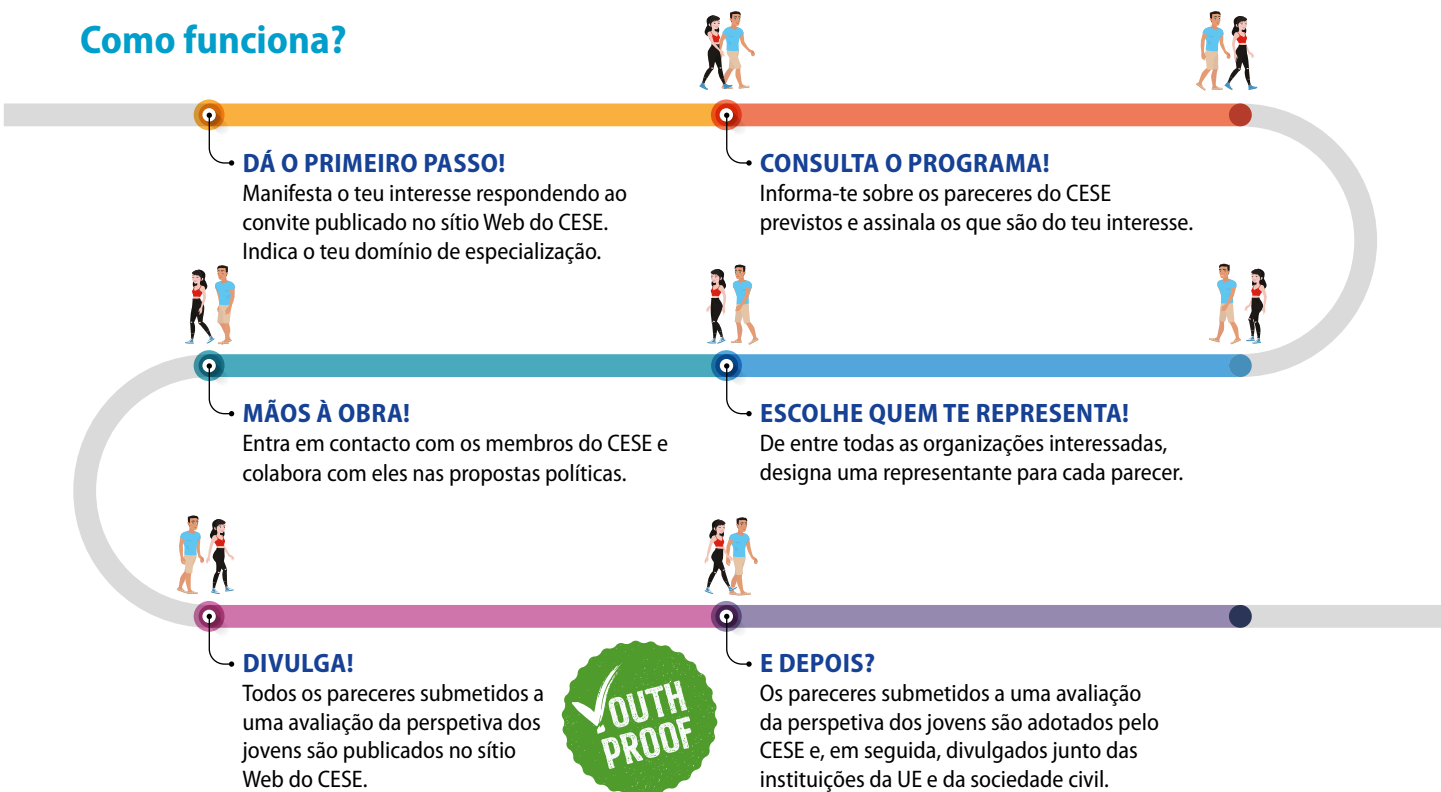 Como funciona?
DÁ O PRIMEIRO PASSO!
Manifesta o teu interesse respondendo ao
convite publicado no sítio Web do CESE.
Indica o teu domínio de especialização.
CONSULTA O PROGRAMA!
Informa-te sobre os pareceres do CESE
previstos e assinala os que são do teu interesse.
ESCOLHE QUEM TE REPRESENTA!
De entre todas as organizações interessadas,
designa uma representante para cada parecer.
MÃOS À OBRA!
Entra em contacto com os membros do CESE e
colabora com eles nas propostas políticas.
DIVULGA!
Todos os pareceres submetidos a
uma avaliação da perspetiva dos
jovens são publicados no sítio
Web do CESE.
YOUTH
PROOF
E DEPOIS?
Os pareceres submetidos a uma avaliação
da perspetiva dos jovens são adotados pelo
CESE e, em seguida, divulgados junto das
instituições da UE e da sociedade civil.